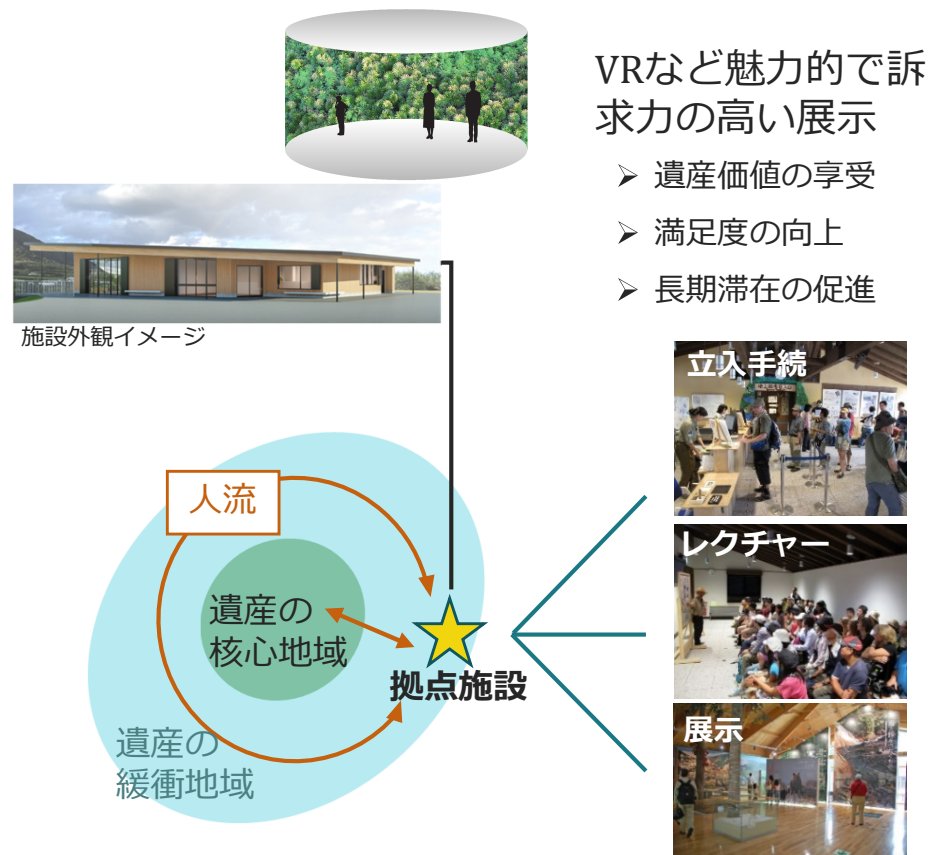 VRなど魅力的で訴
求力の高い展示
➢ 遺産価値の享受
➢ 満足度の向上
➢ 長期滞在の促進
施設外観イメージ
立入手続
人流
レクチャー
遺産の
核心地域
拠点施設
展示
遺産の
緩衝地域